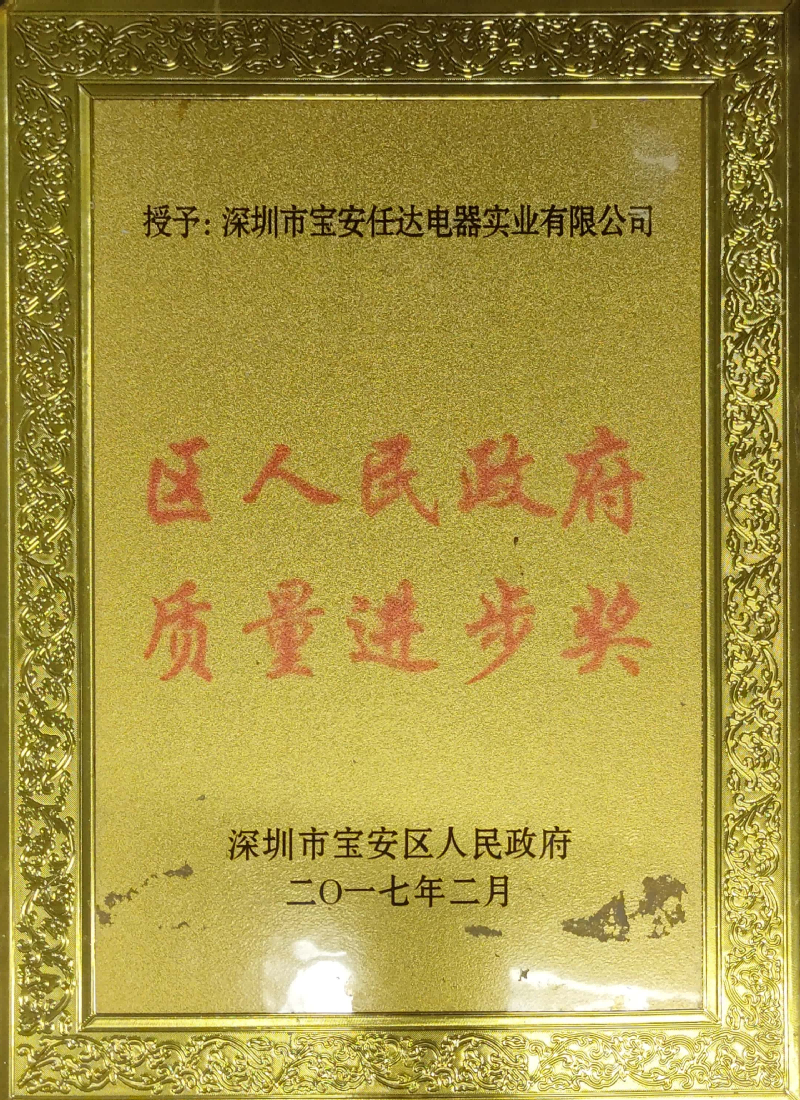 授予：深圳市宝安任达电器实业有限公司
区人民政府
质量进步奖
深圳市宝安区人民政府
二〇一七年二月